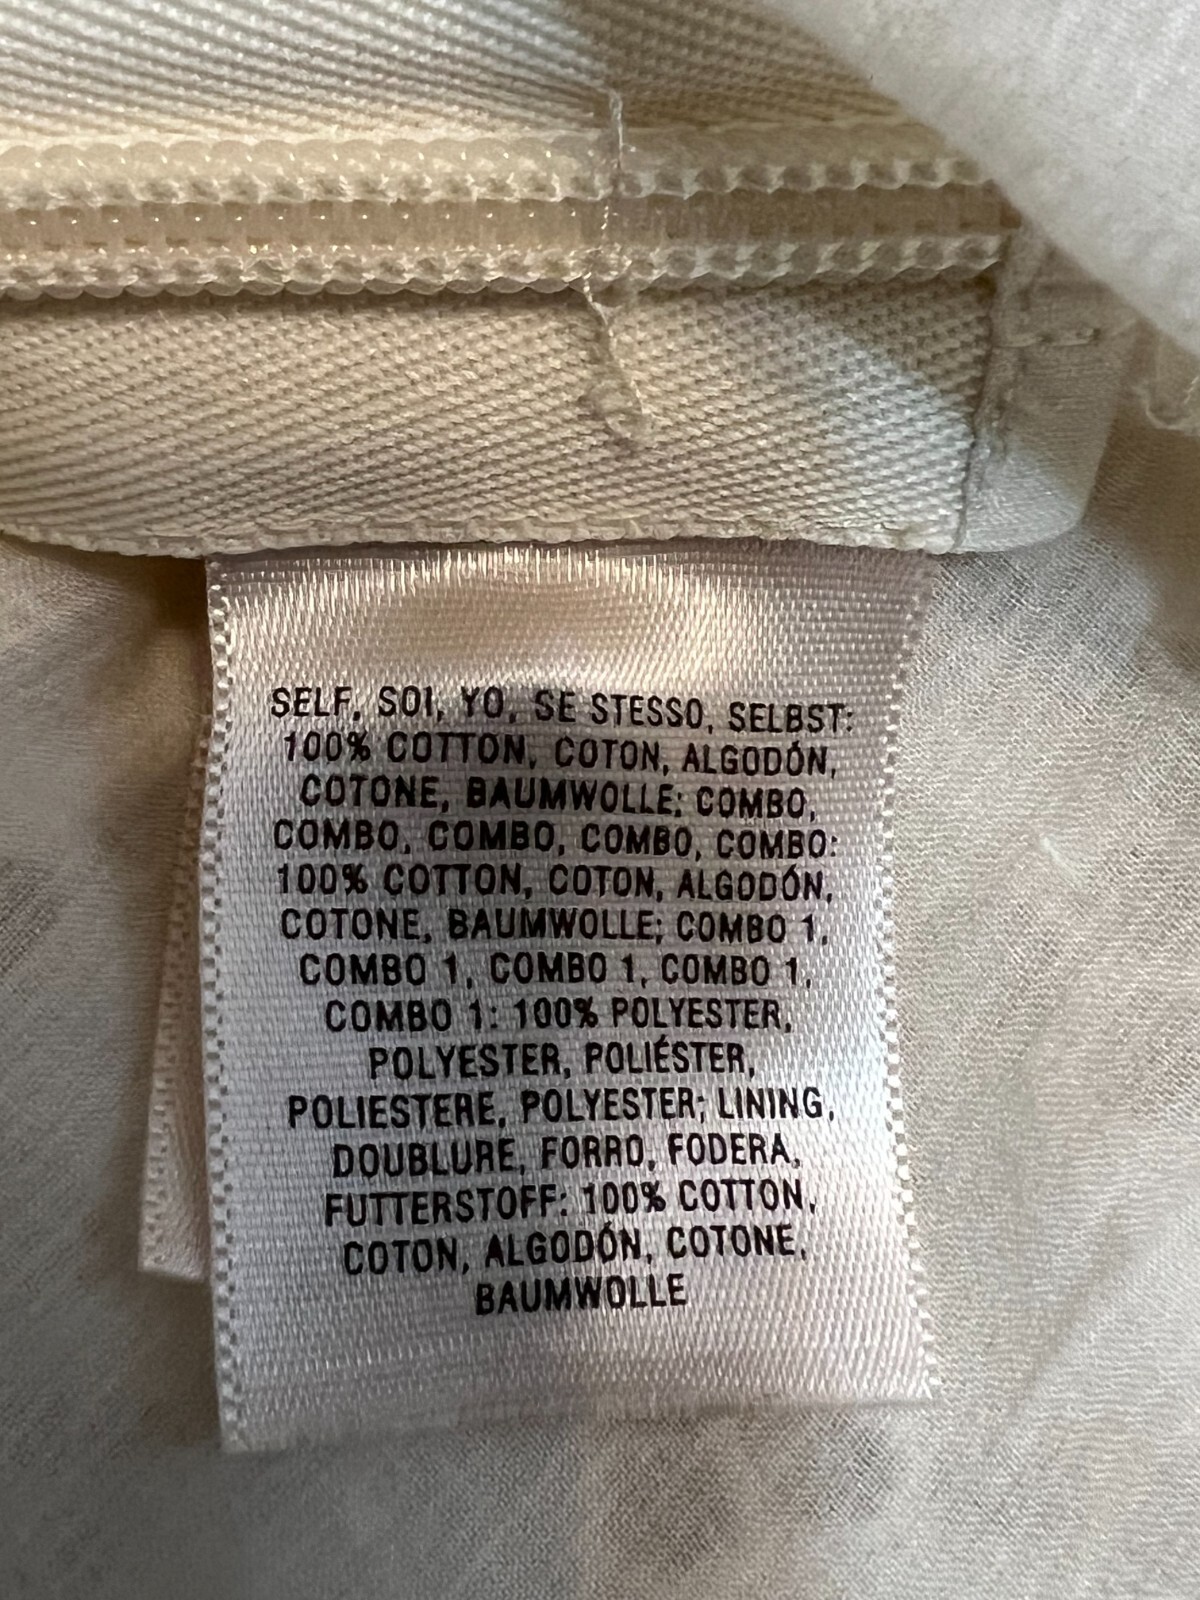 SELF, SOI, YO, SE STESSO, SELBST:
100% COTTON, COTON, ALGODÓN,
COTONE, BAUMWOLLE; COMBO,
COMBO, COMBO, COMBO, COMBO:
100% COTTON, COTON, ALGODÓN,
COTONE, BAUMWOLLE; COMBO 1,
COMBO 1, COMBO 1, COMBO 1,
COMBO 1: 100% POLYESTER,
POLYESTER, POLIÉSTER,
POLIESTERE, POLYESTER; LINING,
DOUBLURE, FORRO, FODERA,
FUTTERSTOFF: 100% COTTON,
COTON, ALGODÓN, COTONE,
BAUMWOLLE